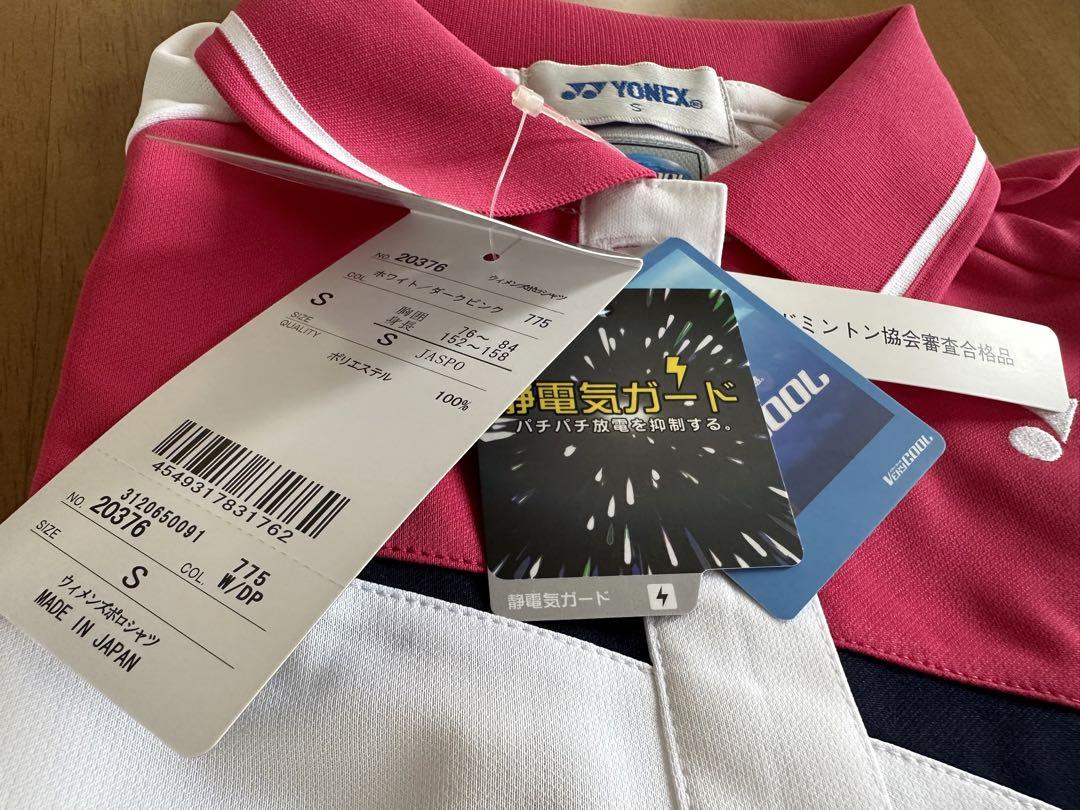 YONEX®
S
NO. 20376 ウィメンズポロシャツ
COL. ホワイト/ダークピンク 775
S 胸囲 76～ 84
身長 152～158
SIZE S JASPO
QUALITY
ポリエステル
100%
4549317831762
3120650091
NO. 20376 775
SIZE S COL. W/DP
ウィメンズポロシャツ
MADE IN JAPAN
静電気ガード
パチパチ放電を抑制する。
静電気ガード
OOL
VERYCOOL
ドミントン協会審査合格品